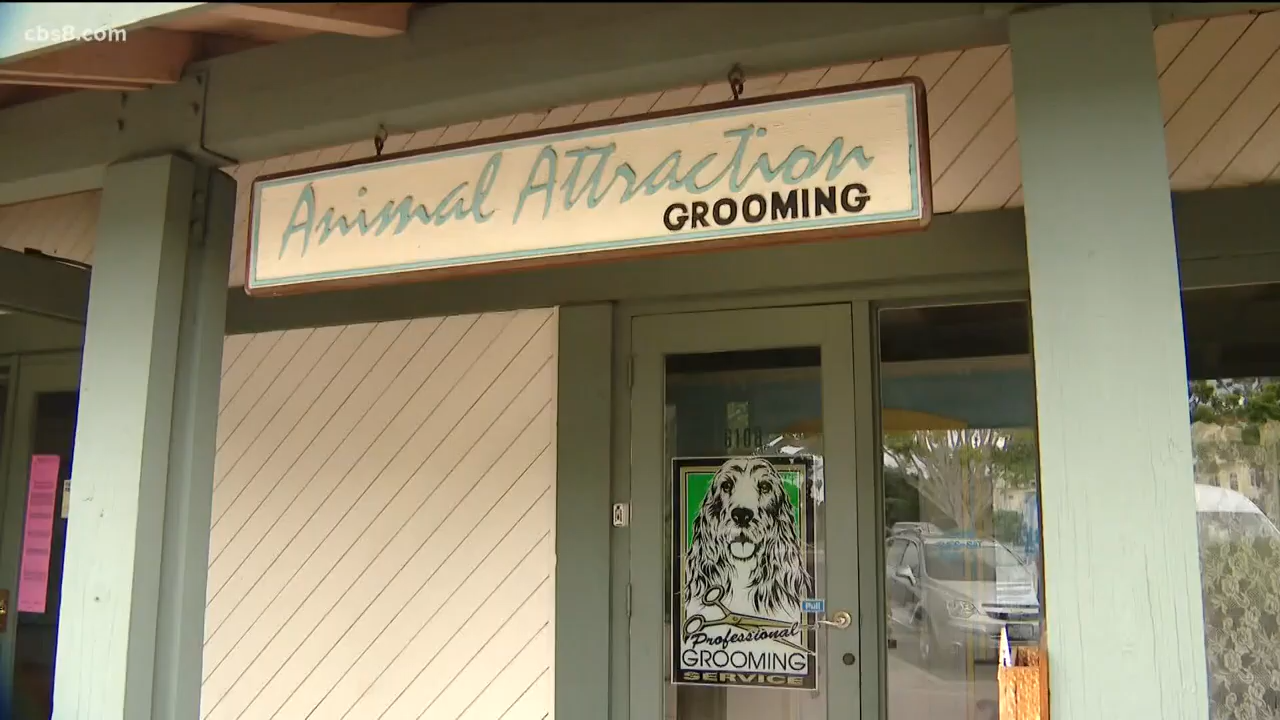 cbs8.com
Animal Attraction
GROOMING
6108
Pull
Professional
GROOMING
SERVICE